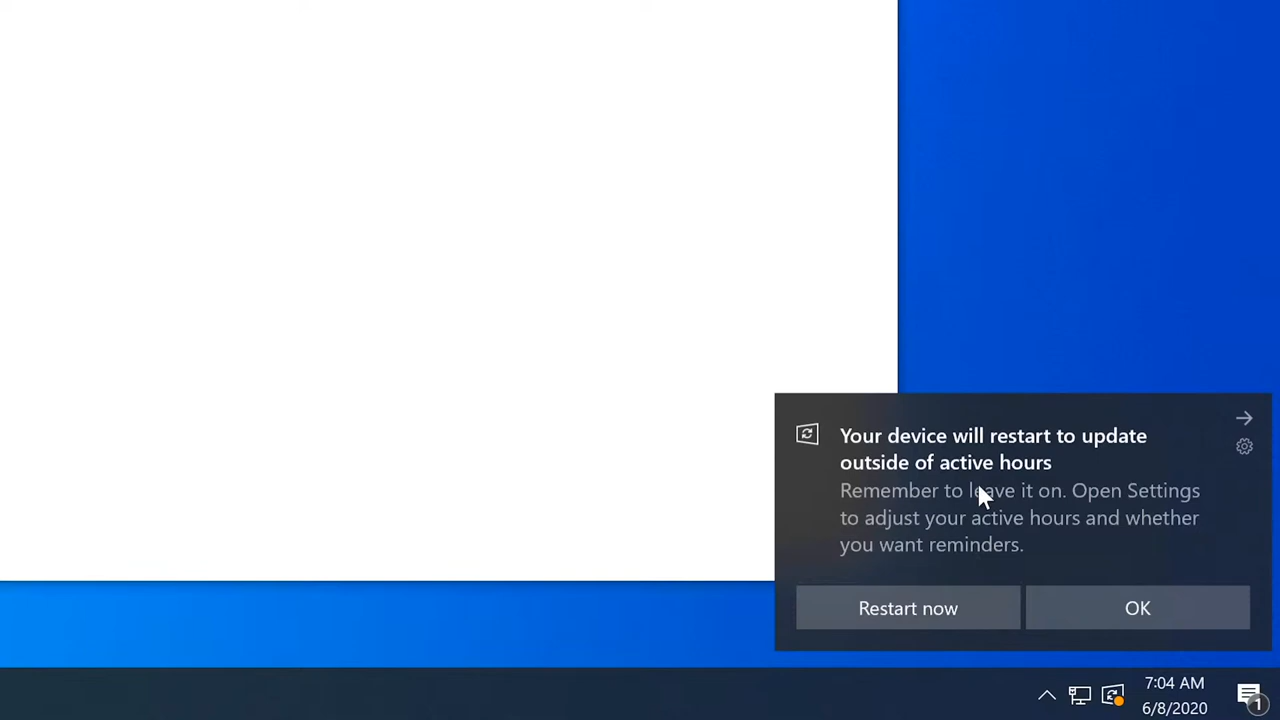 Your device will restart to update
outside of active hours
Remember to leave it on. Open Settings
to adjust your active hours and whether
you want reminders.
Restart now
OK
7:04 AM
6/8/2020
1